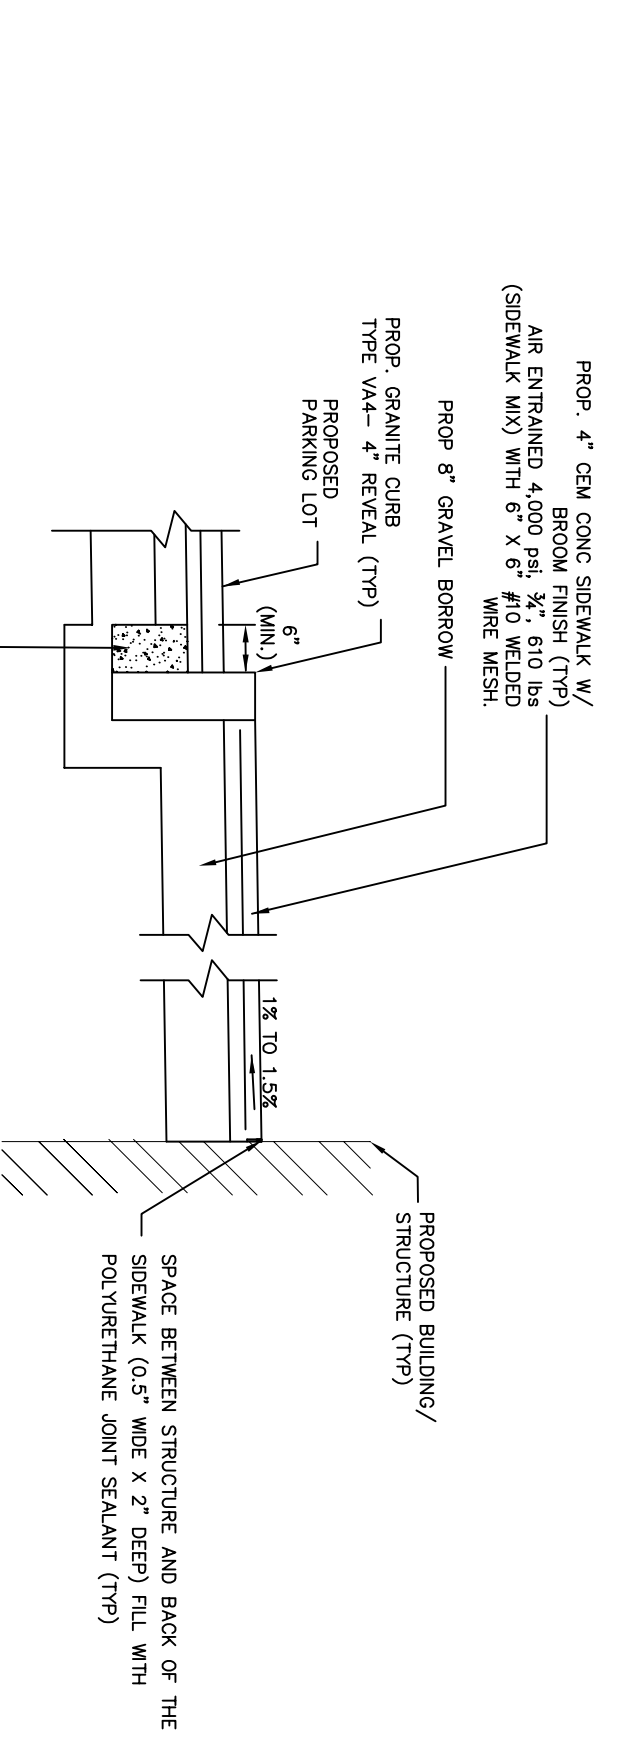 PROP. 4" CEM CONC SIDEWALK W/
BROOM FINISH (TYP)
AIR ENTRAINED 4,000 psi, ¾", 610 lbs
(SIDEWALK MIX) WITH 6" X 6" #10 WELDED
WIRE MESH.
PROP 8" GRAVEL BORROW
PROP. GRANITE CURB
TYPE VA4– 4" REVEAL (TYP)
PROPOSED
PARKING LOT
6"
(MIN.)
1% TO 1.5%
PROPOSED BUILDING/
STRUCTURE (TYP)
SPACE BETWEEN STRUCTURE AND BACK OF THE
SIDEWALK (0.5" WIDE X 2" DEEP) FILL WITH
POLYURETHANE JOINT SEALANT (TYP)